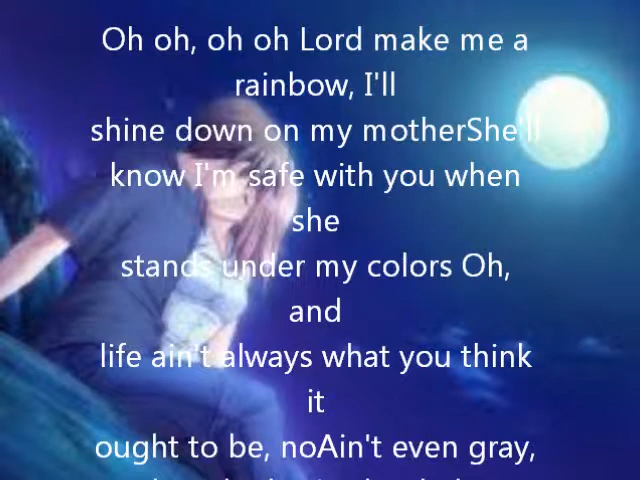 Oh oh, oh oh Lord make me a
rainbow, I'll
shine down on my motherShe'll
know I'm safe with you when
she
stands under my colors Oh,
and
life ain't always what you think
it
ought to be, noAin't even gray,